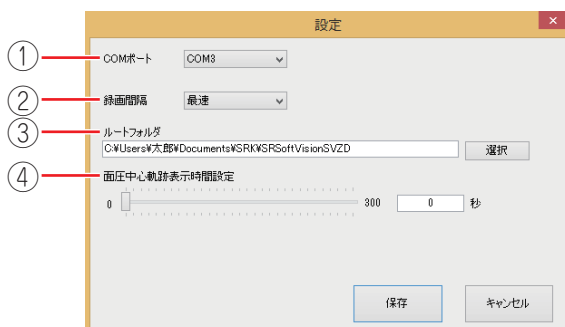 設定
① COMポート COM3
② 録画間隔 最速
③ ルートフォルダ
C:¥Users¥太郎¥Documents¥SRK¥SRSoftVisionSVZD 選択
④ 面圧中心軌跡表示時間設定
0 300 0 秒
保存 キャンセル